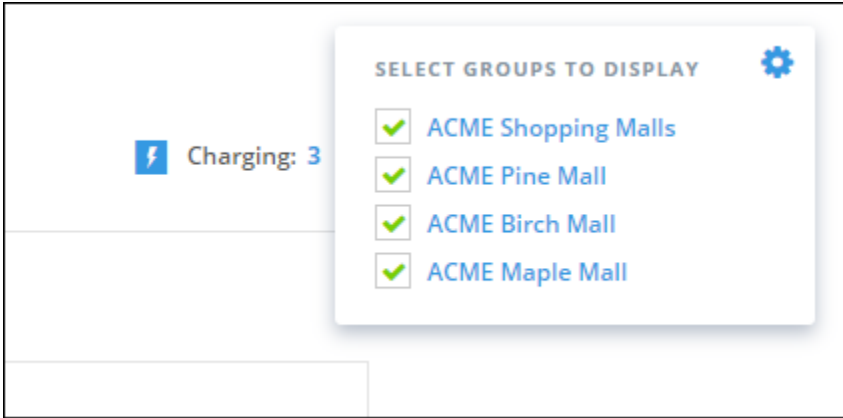 SELECT GROUPS TO DISPLAY
ACME Shopping Malls
Charging: 3
ACME Pine Mall
ACME Birch Mall
ACME Maple Mall